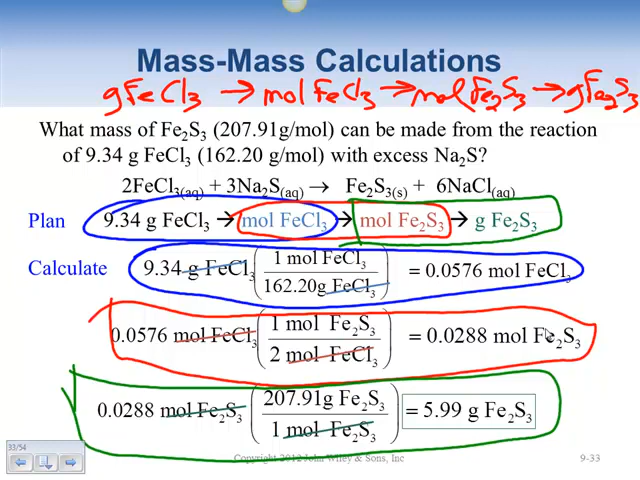 Mass-Mass Calculations
gFeCl3 → mol FeCl3 → mol Fe2S3 → gFe2S3
What mass of Fe₂S₃ (207.91g/mol) can be made from the reaction
of 9.34 g FeCl₃ (162.20 g/mol) with excess Na₂S?
2FeCl₃(aq) + 3Na₂S(aq) → Fe₂S₃(s) + 6NaCl(aq)
Plan 9.34 g FeCl₃ → mol FeCl₃ → mol Fe₂S₃ → g Fe₂S₃
Calculate 9.34 g FeCl₃ (1 mol FeCl₃ / 162.20g FeCl₃) = 0.0576 mol FeCl₃
0.0576 mol FeCl₃ (1 mol Fe₂S₃ / 2 mol FeCl₃) = 0.0288 mol Fe₂S₃
0.0288 mol Fe₂S₃ (207.91g Fe₂S₃ / 1 mol Fe₂S₃) = 5.99 g Fe₂S₃
33/54
Copyright 2012 John Wiley & Sons, Inc
9-33